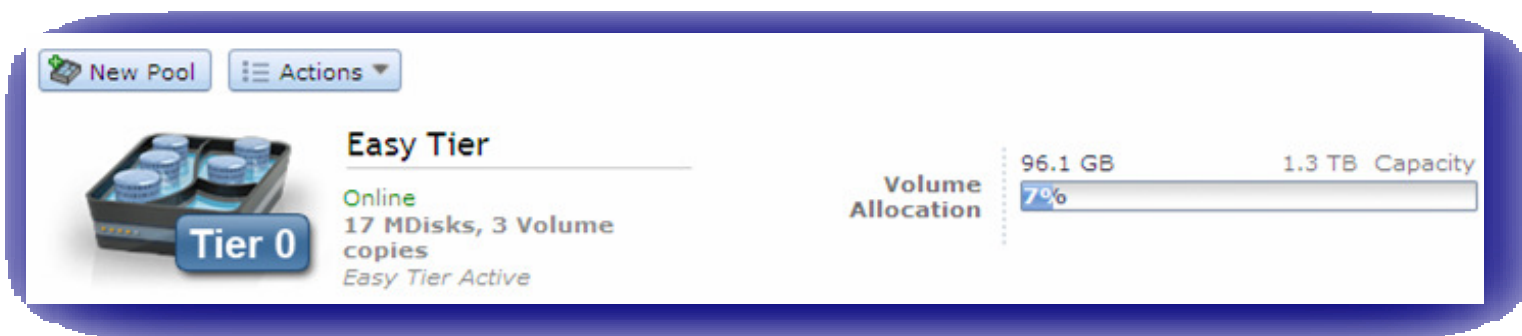 New Pool
Actions
Easy Tier
Online
17 MDisks, 3 Volume
copies
Easy Tier Active
Tier 0
Volume
Allocation
96.1 GB
1.3 TB Capacity
7%